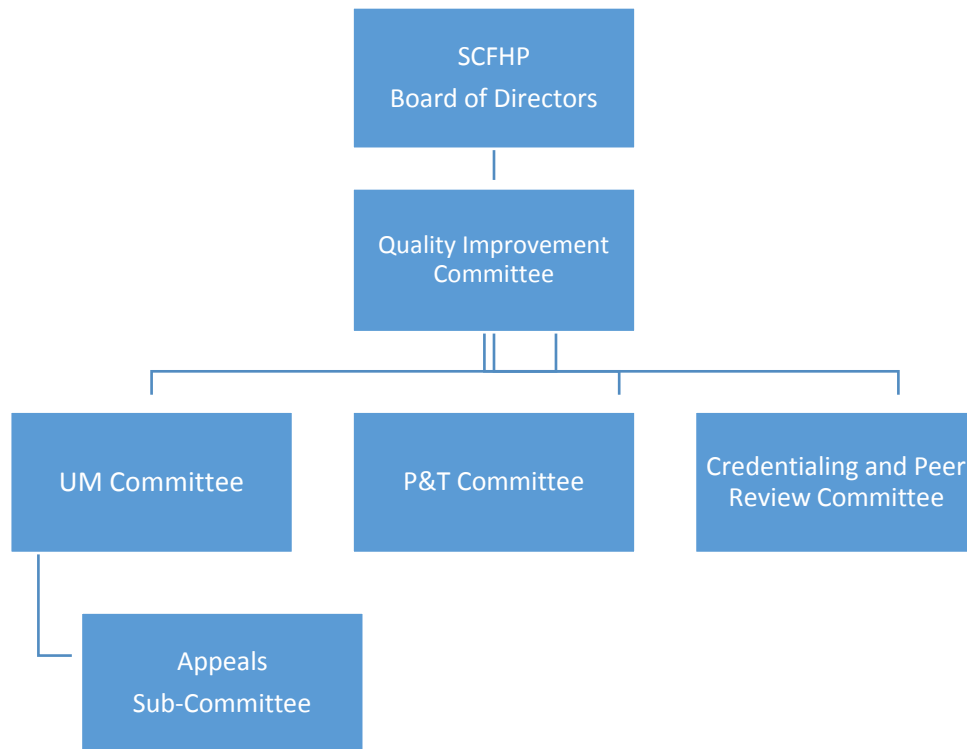 SCFHP
Board of Directors
Quality Improvement
Committee
UM Committee
P&T Committee
Credentialing and Peer
Review Committee
Appeals
Sub-Committee